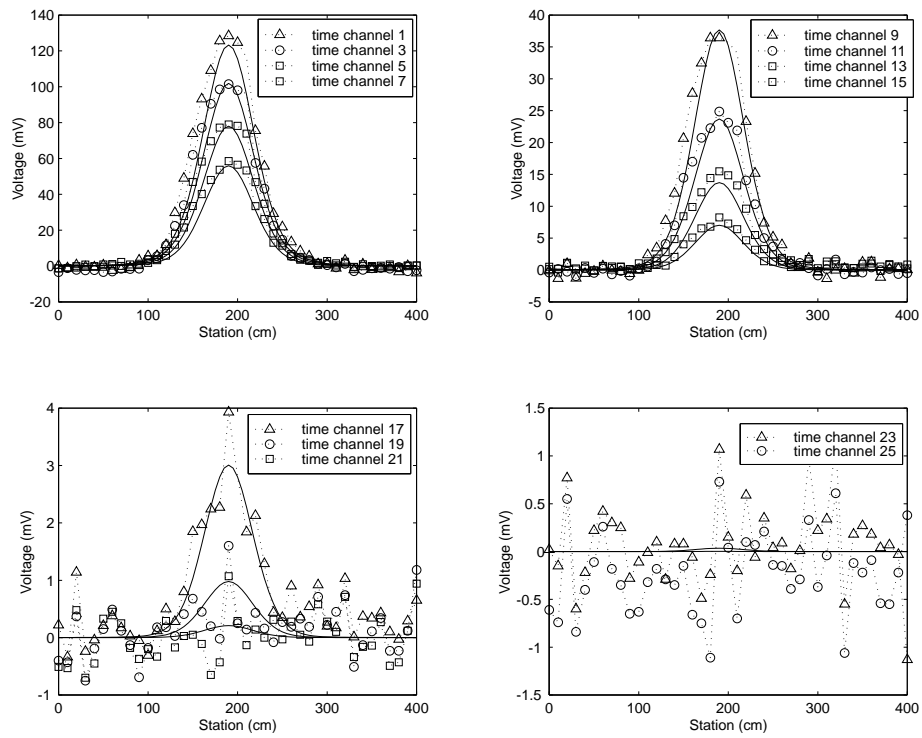 140
120
100
80
60
40
20
0
-20
Voltage (mV)
time channel 1
time channel 3
time channel 5
time channel 7
0 100 200 300 400
Station (cm)
40
35
30
25
20
15
10
5
0
-5
Voltage (mV)
time channel 9
time channel 11
time channel 13
time channel 15
0 100 200 300 400
Station (cm)
4
3
2
1
0
-1
Voltage (mV)
time channel 17
time channel 19
time channel 21
0 100 200 300 400
Station (cm)
1.5
1
0.5
0
-0.5
-1
-1.5
Voltage (mV)
time channel 23
time channel 25
0 100 200 300 400
Station (cm)